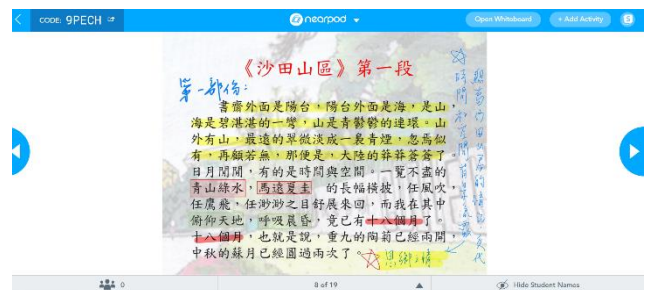 CODE: 9PECH
nearpod
Open Whiteboard
+ Add Activity
S
《沙田山區》第一段
第一部份:
書齋外面是陽台,陽台外面是海,是山,
海是碧湛湛的一彎,山是青鬱鬱的連環。山
外有山,最遠的翠微淡成一裊青煙,忽焉似
有,再顧若無,那便是,大陸的莽莽蒼蒼了。
日月閒閒,有的是時間與空間。一覽不盡的
青山綠水,馬遠夏圭 的長幅橫披,任風吹,
任鷹飛,任渺渺之目舒展來回,而我在其中
俯仰天地,呼吸晨昏,竟已有十八個月了。
十八個月,也就是說,重九的陶菊已經兩開,
中秋的蘇月已經圓過兩次了。
思鄉之情
0
8 of 19
Hide Student Names